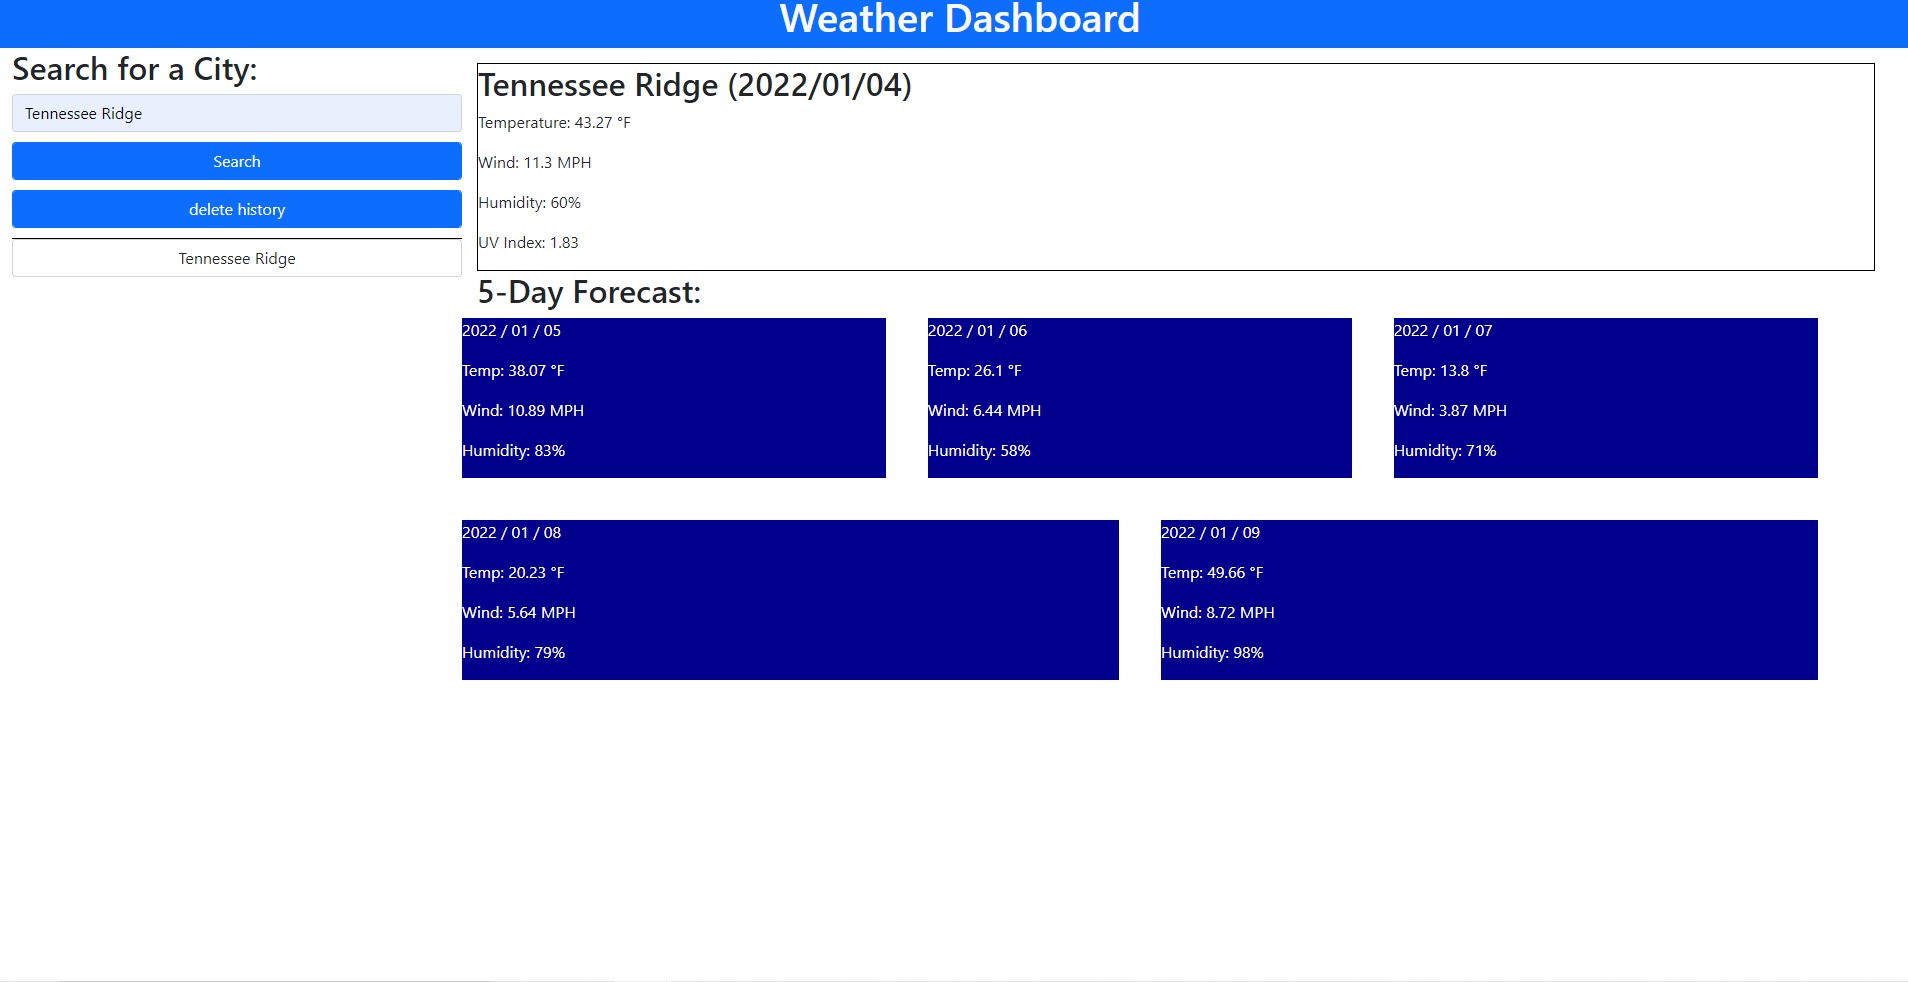 Weather Dashboard
Search for a City:
Tennessee Ridge
Search
delete history
Tennessee Ridge
Tennessee Ridge (2022/01/04)
Temperature: 43.27 °F
Wind: 11.3 MPH
Humidity: 60%
UV Index: 1.83
5-Day Forecast:
2022 / 01 / 05
Temp: 38.07 °F
Wind: 10.89 MPH
Humidity: 83%
2022 / 01 / 06
Temp: 26.1 °F
Wind: 6.44 MPH
Humidity: 58%
2022 / 01 / 07
Temp: 13.8 °F
Wind: 3.87 MPH
Humidity: 71%
2022 / 01 / 08
Temp: 20.23 °F
Wind: 5.64 MPH
Humidity: 79%
2022 / 01 / 09
Temp: 49.66 °F
Wind: 8.72 MPH
Humidity: 98%